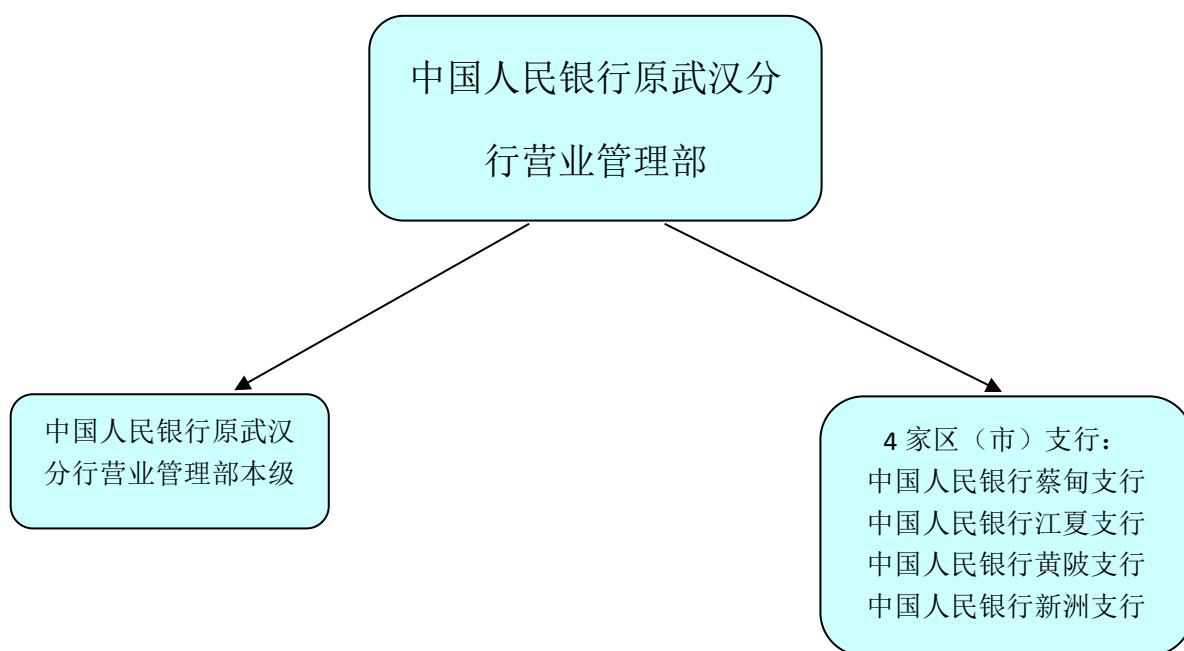 中国人民银行原武汉分
行营业管理部
中国人民银行原武汉
分行营业管理部本级
4 家区（市）支行：
中国人民银行蔡甸支行
中国人民银行江夏支行
中国人民银行黄陂支行
中国人民银行新洲支行